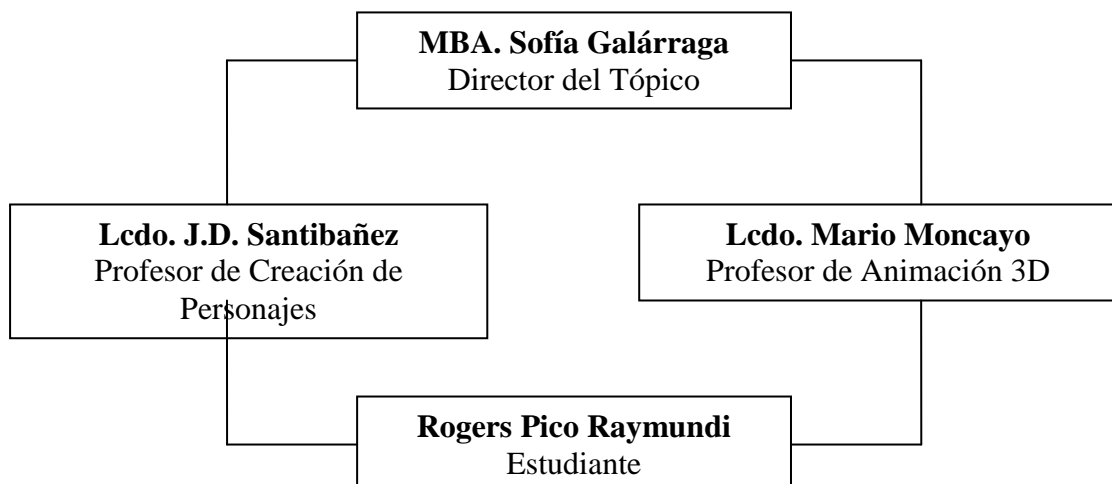 MBA. Sofía Galárraga
Director del Tópico
Lcdo. J.D. Santibañez
Profesor de Creación de
Personajes
Lcdo. Mario Moncayo
Profesor de Animación 3D
Rogers Pico Raymundi
Estudiante